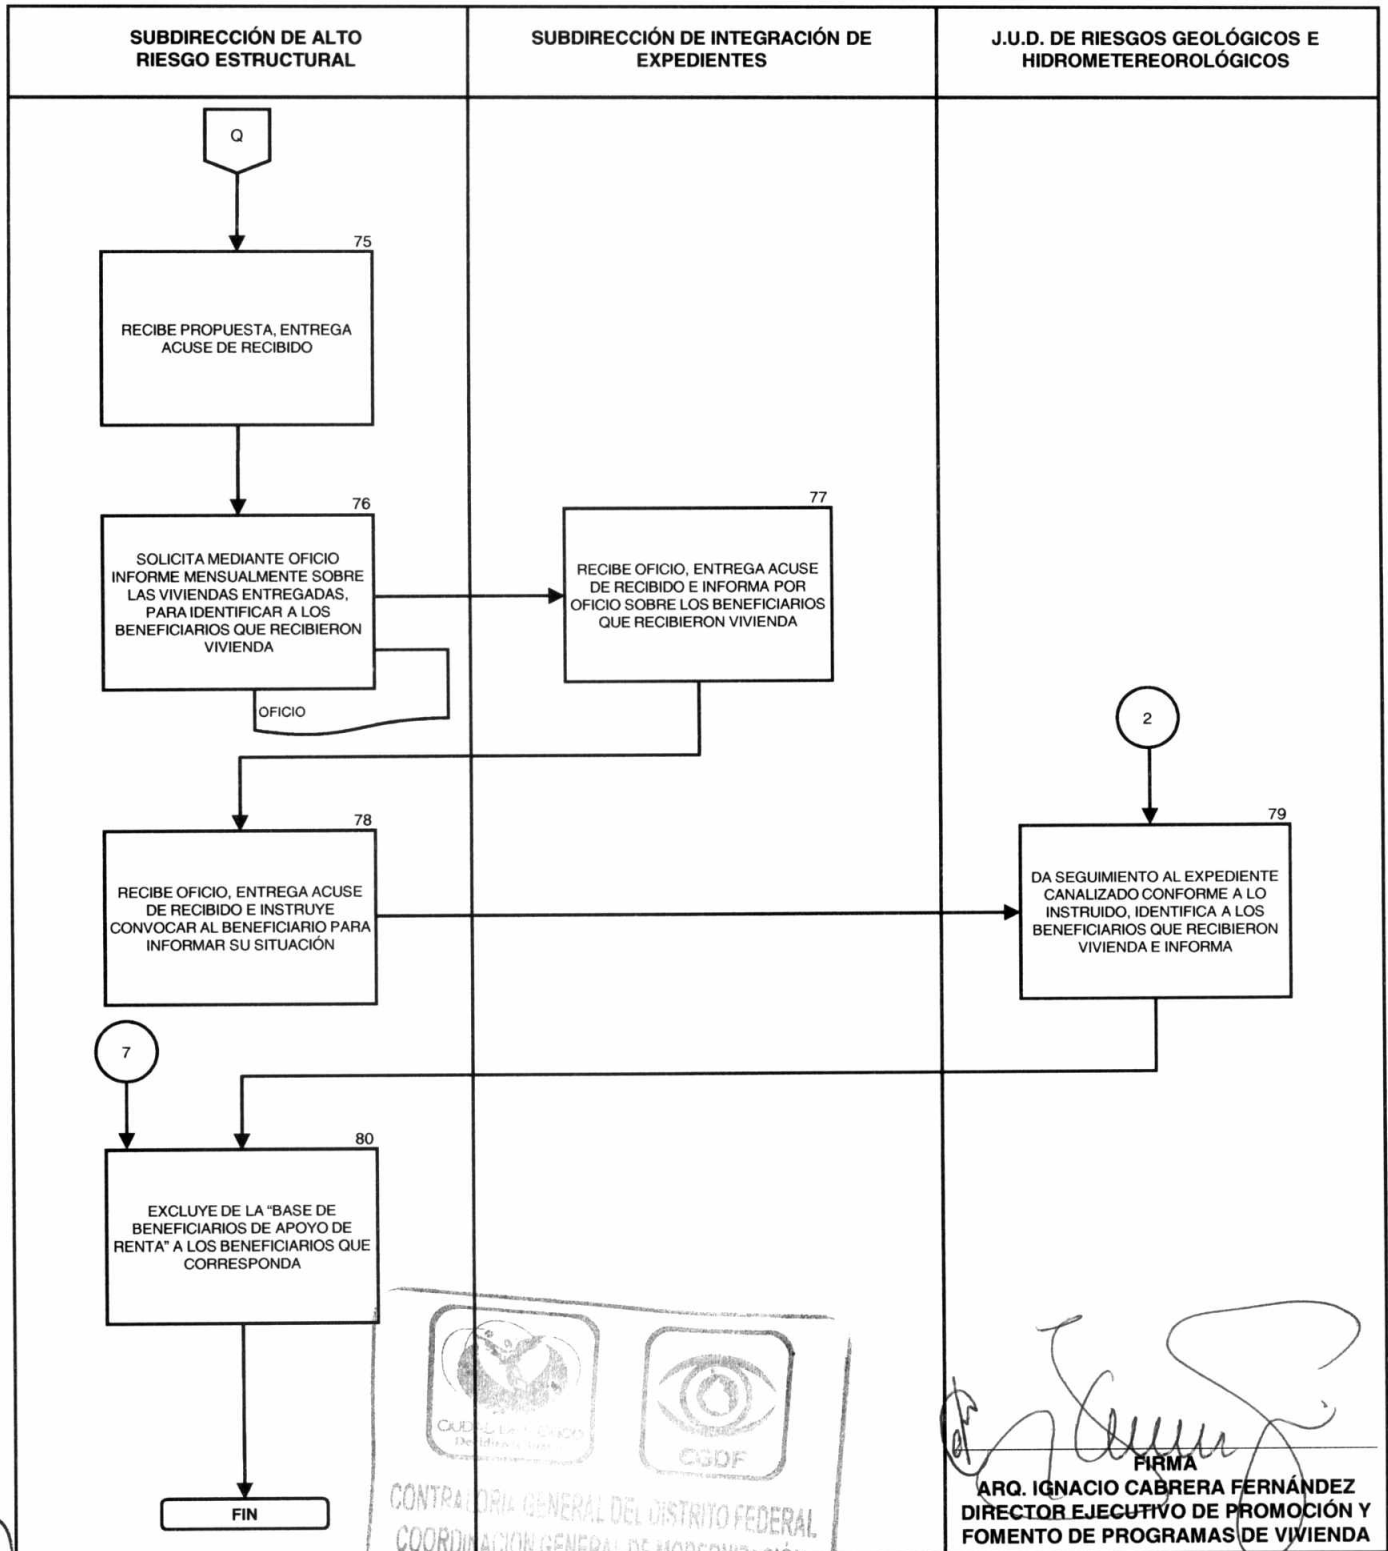 SUBDIRECCIÓN DE ALTO
RIESGO ESTRUCTURAL
SUBDIRECCIÓN DE INTEGRACIÓN DE
EXPEDIENTES
J.U.D. DE RIESGOS GEOLÓGICOS E
HIDROMETEREOROLÓGICOS
Q
75
RECIBE PROPUESTA, ENTREGA
ACUSE DE RECIBIDO
76
SOLICITA MEDIANTE OFICIO
INFORME MENSUALMENTE SOBRE
LAS VIVIENDAS ENTREGADAS,
PARA IDENTIFICAR A LOS
BENEFICIARIOS QUE RECIBIERON
VIVIENDA
OFICIO
77
RECIBE OFICIO, ENTREGA ACUSE
DE RECIBIDO E INFORMA POR
OFICIO SOBRE LOS BENEFICIARIOS
QUE RECIBIERON VIVIENDA
2
78
RECIBE OFICIO, ENTREGA ACUSE
DE RECIBIDO E INSTRUYE
CONVOCAR AL BENEFICIARIO PARA
INFORMAR SU SITUACIÓN
79
DA SEGUIMIENTO AL EXPEDIENTE
CANALIZADO CONFORME A LO
INSTRUIDO, IDENTIFICA A LOS
BENEFICIARIOS QUE RECIBIERON
VIVIENDA E INFORMA
7
80
EXCLUYE DE LA “BASE DE
BENEFICIARIOS DE APOYO DE
RENTA” A LOS BENEFICIARIOS QUE
CORRESPONDA
FIN
CGDF
CONTRALORIA GENERAL DEL DISTRITO FEDERAL
COORDINACION GENERAL DE MODERNIZACIÓN
FIRMA
ARQ. IGNACIO CABRERA FERNÁNDEZ
DIRECTOR EJECUTIVO DE PROMOCIÓN Y
FOMENTO DE PROGRAMAS DE VIVIENDA